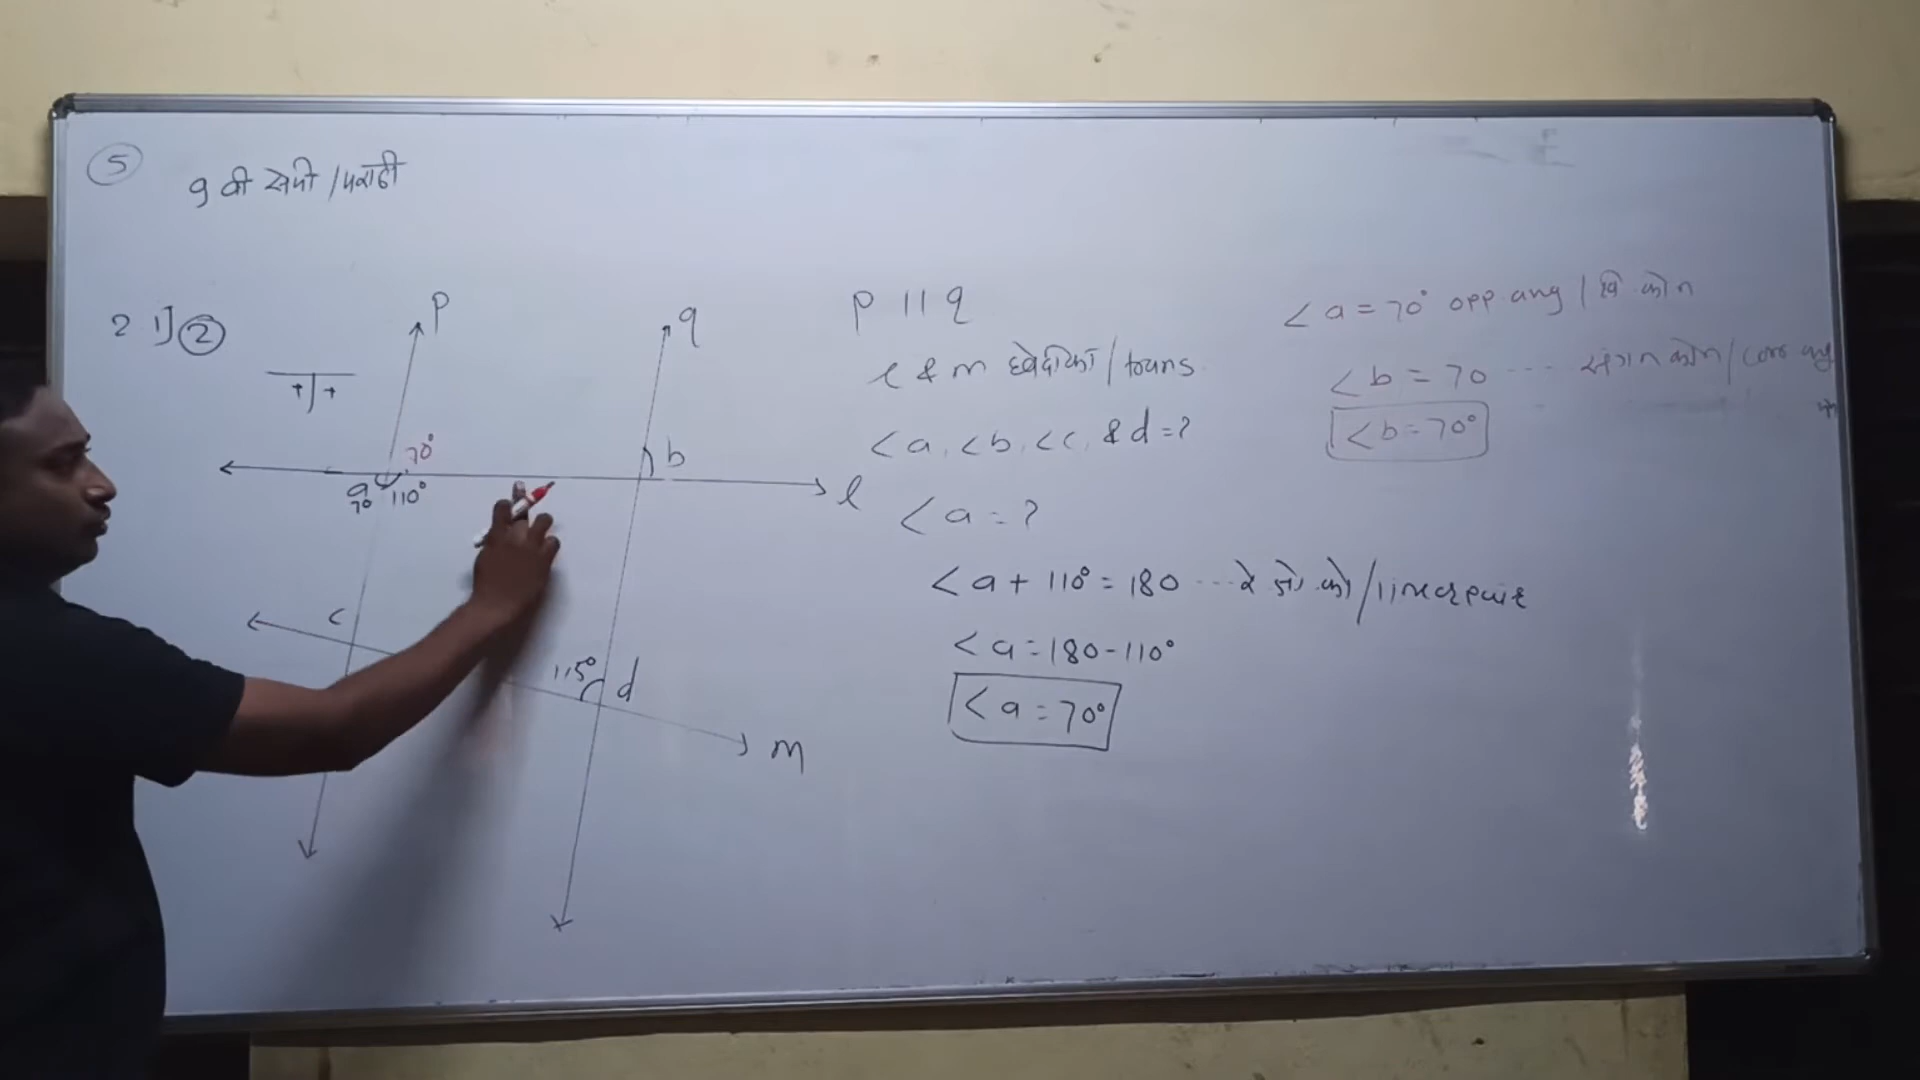 5
9 वी सेमी / मराठी
2 1] 2
p
q
70°
b
a
70 110°
l
c
115° d
m
p || q
l & m छेदीका / trans
<a, <b, <c, & d = ?
<a = ?
<a + 110° = 180 ... रे जो को / linear pair
<a = 180 - 110°
<a = 70°
<a = 70° opp ang /
<b = 70 ... संगत कोन / corr ang
<b = 70°